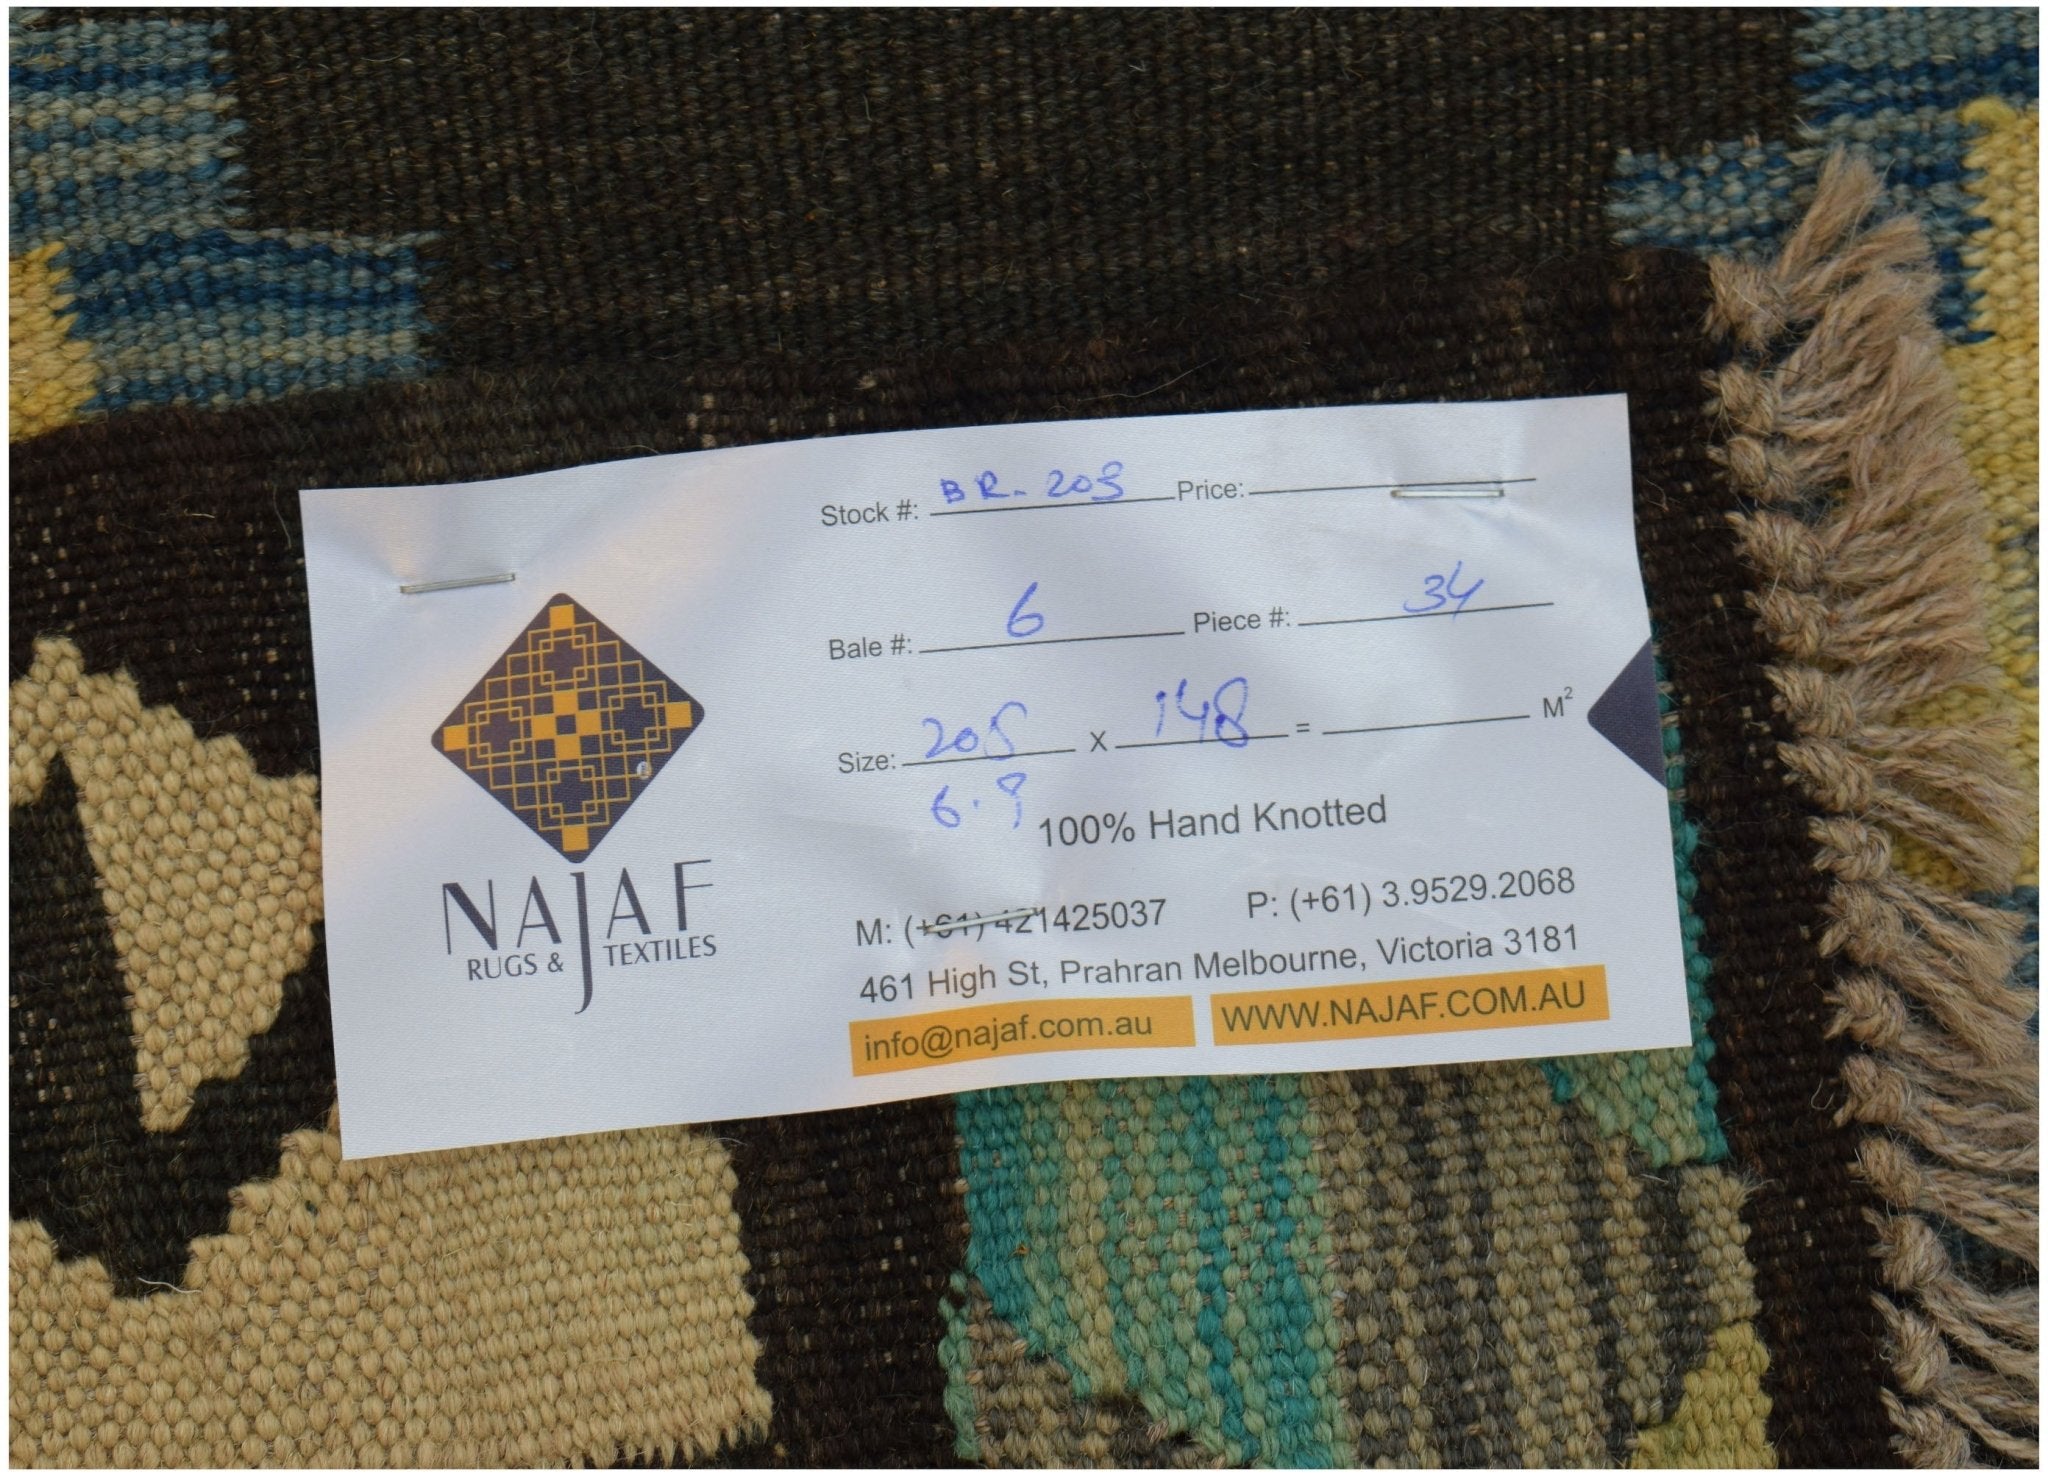 Stock #: BR-203 Price:
Bale #: 6 Piece #: 34
Size: 205 x 148 = M²
6.9
100% Hand Knotted
M: (+61) 421425037 P: (+61) 3.9529.2068
461 High St, Prahran Melbourne, Victoria 3181
info@najaf.com.au WWW.NAJAF.COM.AU
NAJAF
RUGS & TEXTILES